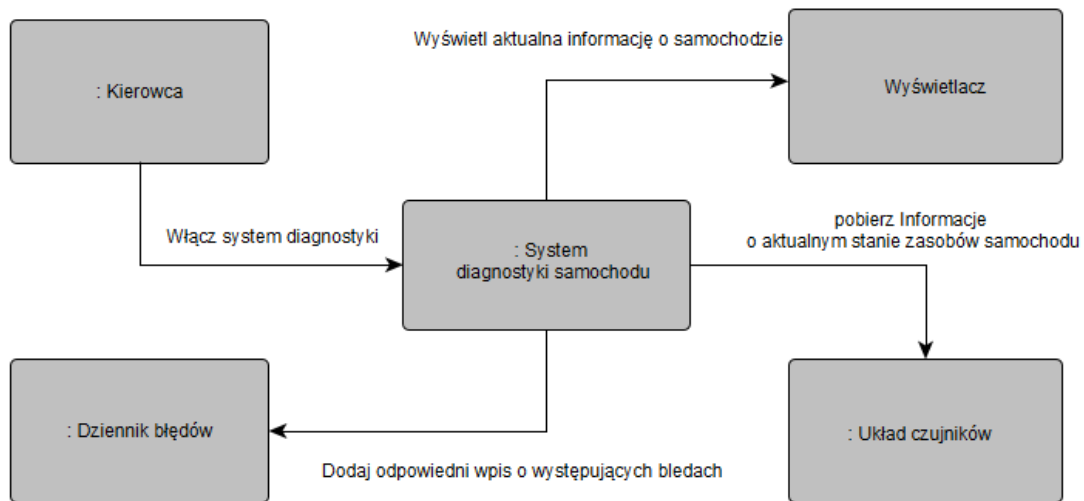 Wyświetl aktualna informację o samochodzie
: Kierowca
Wyświetlacz
Włącz system diagnostyki
: System
diagnostyki samochodu
pobierz Informacje
o aktualnym stanie zasobów samochodu
: Dziennik błędów
: Układ czujników
Dodaj odpowiedni wpis o występujących bledach